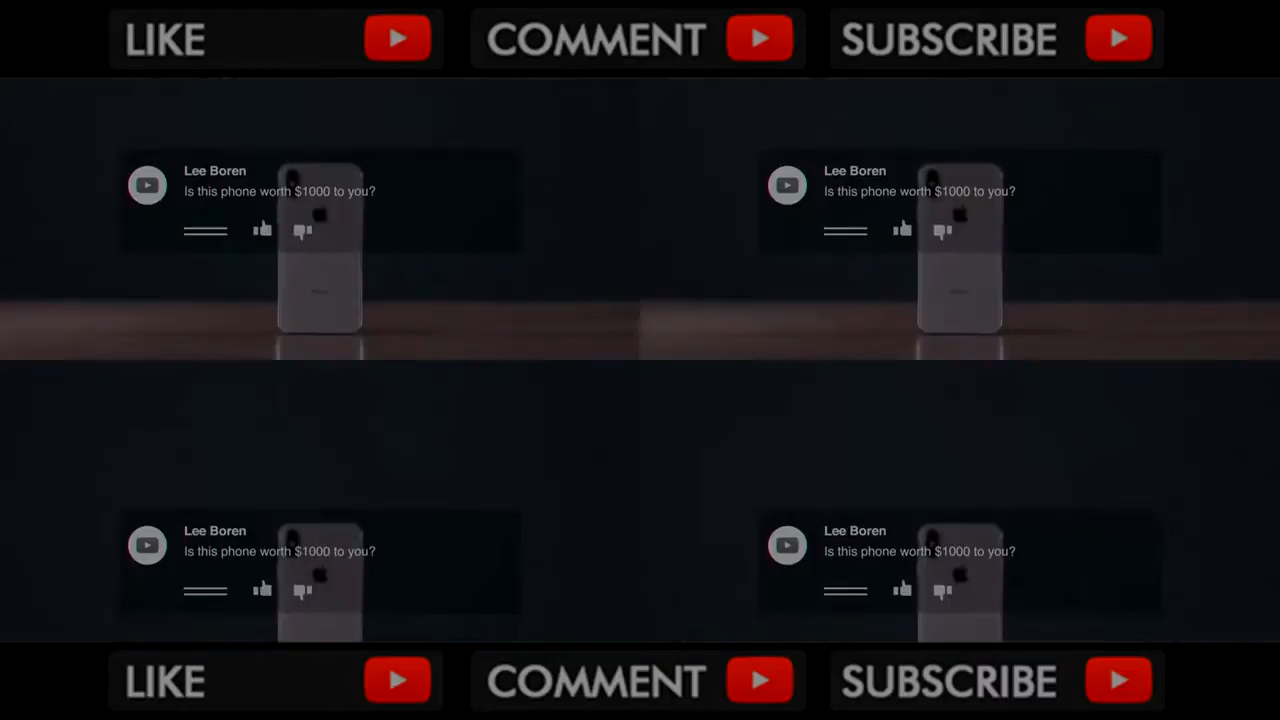 LIKE COMMENT SUBSCRIBE
Lee Boren Lee Boren
Is this phone worth $1000 to you? Is this phone worth $1000 to you?
Lee Boren Lee Boren
Is this phone worth $1000 to you? Is this phone worth $1000 to you?
LIKE COMMENT SUBSCRIBE